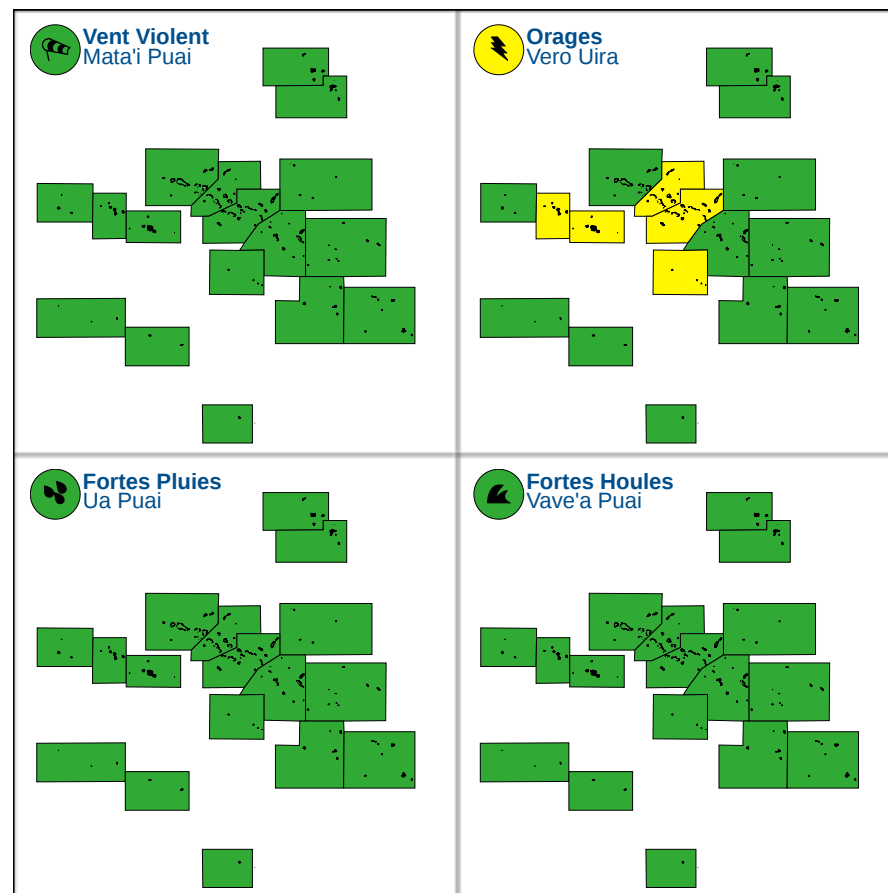 Vent Violent
Mata'i Puai
Orages
Vero Uira
Fortes Pluies
Ua Puai
Fortes Houles
Vave'a Puai